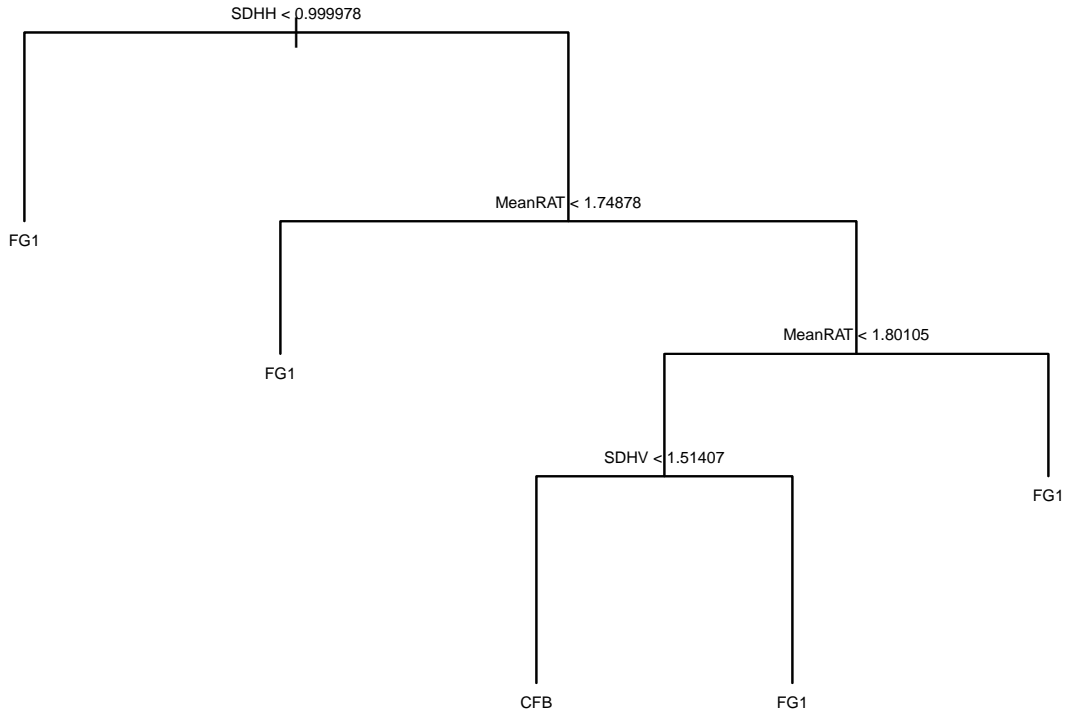 SDHH < 0.999978
MeanRAT < 1.74878
FG1
MeanRAT < 1.80105
FG1
SDHV < 1.51407
FG1
CFB
FG1